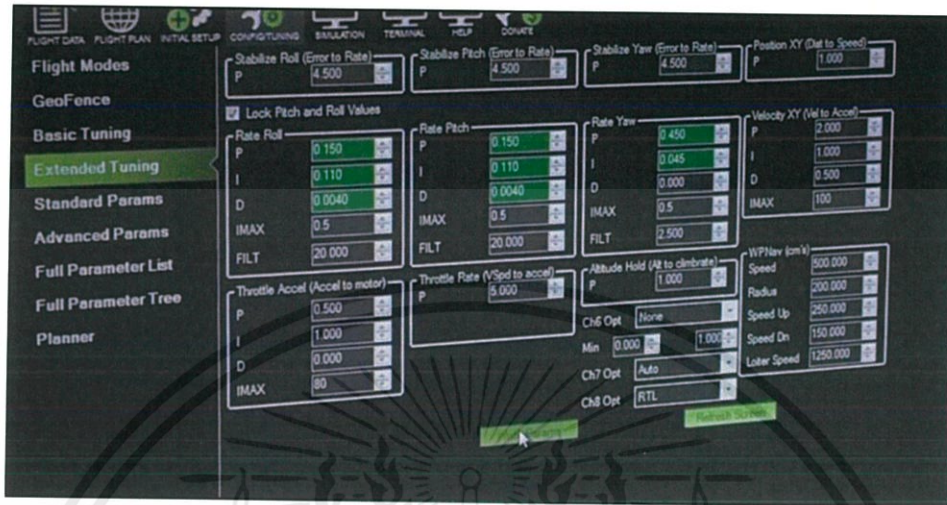 FLIGHT DATA FLIGHT PLAN INITIAL SETUP CONFIG/TUNING SIMULATION TERMINAL HELP DONATE
Flight Modes
GeoFence
Basic Tuning
Extended Tuning
Standard Params
Advanced Params
Full Parameter List
Full Parameter Tree
Planner
Stabilize Roll (Error to Rate)
P 4.500
Stabilize Pitch (Error to Rate)
P 4.500
Stabilize Yaw (Error to Rate)
P 4.500
Position XY (Dist to Speed)
P 1.000
Lock Pitch and Roll Values
Rate Roll
P 0.150
I 0.110
D 0.0040
IMAX 0.5
FILT 20.000
Rate Pitch
P 0.150
I 0.110
D 0.0040
IMAX 0.5
FILT 20.000
Rate Yaw
P 0.450
I 0.045
D 0.000
IMAX 0.5
FILT 2.500
Velocity XY (Vel to Accel)
P 2.000
I 1.000
D 0.500
IMAX 100
Throttle Accel (Accel to motor)
P 0.500
I 1.000
D 0.000
IMAX 80
Throttle Rate (VSpd to accel)
P 5.000
Altitude Hold (Alt to climbrate)
P 1.000
Ch6 Opt None
Min 0.000 1.000
Ch7 Opt Auto
Ch8 Opt RTL
WPNav (cm's)
Speed 500.000
Radius 200.000
Speed Up 250.000
Speed Dn 150.000
Loiter Speed 1250.000
Refresh Screen